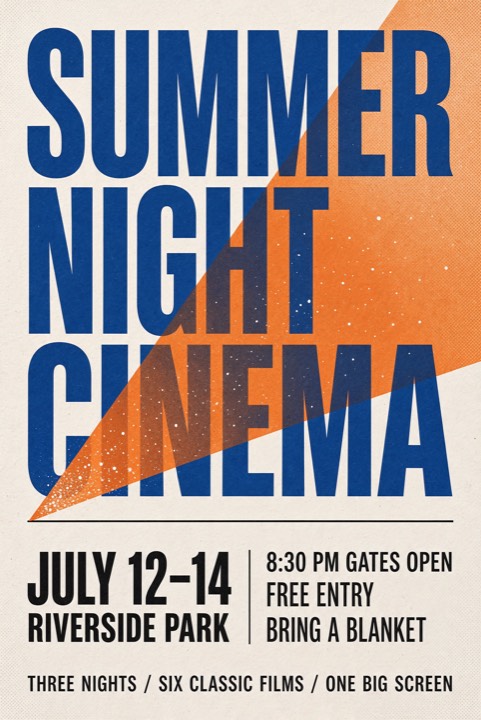 SUMMER
NIGHT
CINEMA
JULY 12–14
RIVERSIDE PARK
8:30 PM GATES OPEN
FREE ENTRY
BRING A BLANKET
THREE NIGHTS / SIX CLASSIC FILMS / ONE BIG SCREEN